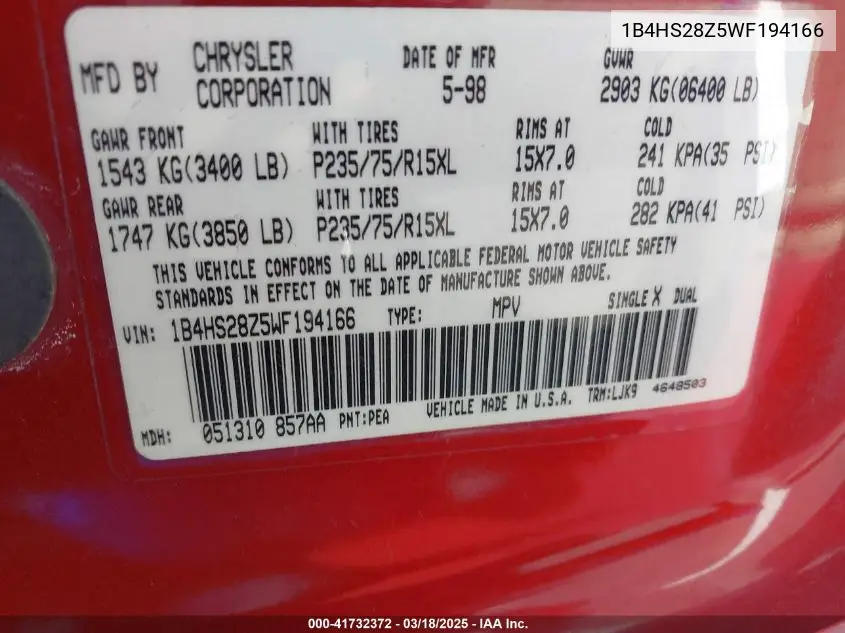 1B4HS28Z5WF194166
MFD BY CHRYSLER CORPORATION DATE OF MFR 5-98 GVWR 2903 KG(06400 LB)
GAWR FRONT WITH TIRES RIMS AT COLD
1543 KG(3400 LB) P235/75/R15XL 15X7.0 241 KPA(35 PSI)
GAWR REAR WITH TIRES RIMS AT COLD
1747 KG(3850 LB) P235/75/R15XL 15X7.0 282 KPA(41 PSI)
THIS VEHICLE CONFORMS TO ALL APPLICABLE FEDERAL MOTOR VEHICLE SAFETY
STANDARDS IN EFFECT ON THE DATE OF MANUFACTURE SHOWN ABOVE.
VIN: 1B4HS28Z5WF194166 TYPE: MPV SINGLE X DUAL
MDH: 051310 857AA PNT:PEA VEHICLE MADE IN U.S.A. TRM:LJK9 4648503
000-41732372 - 03/18/2025 - IAA Inc.